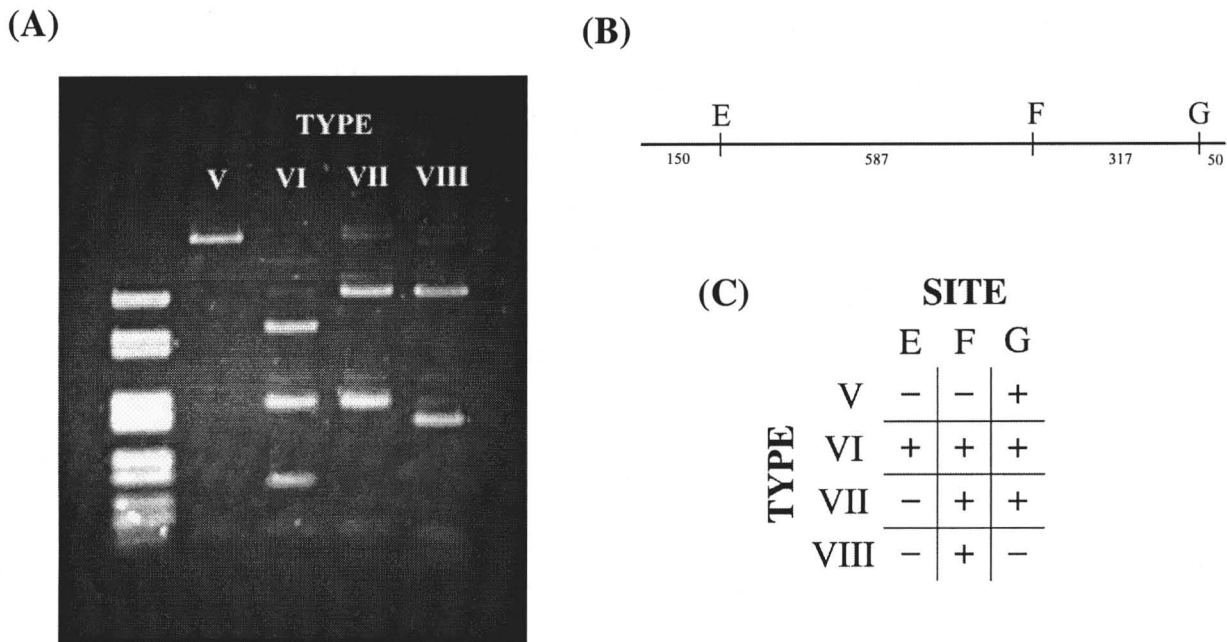 (A)
TYPE
V VI VII VIII
(B)
E F G
150 587 317 50
(C) SITE
E F G
V − − +
VI + + +
TYPE
VII − + +
VIII − + −